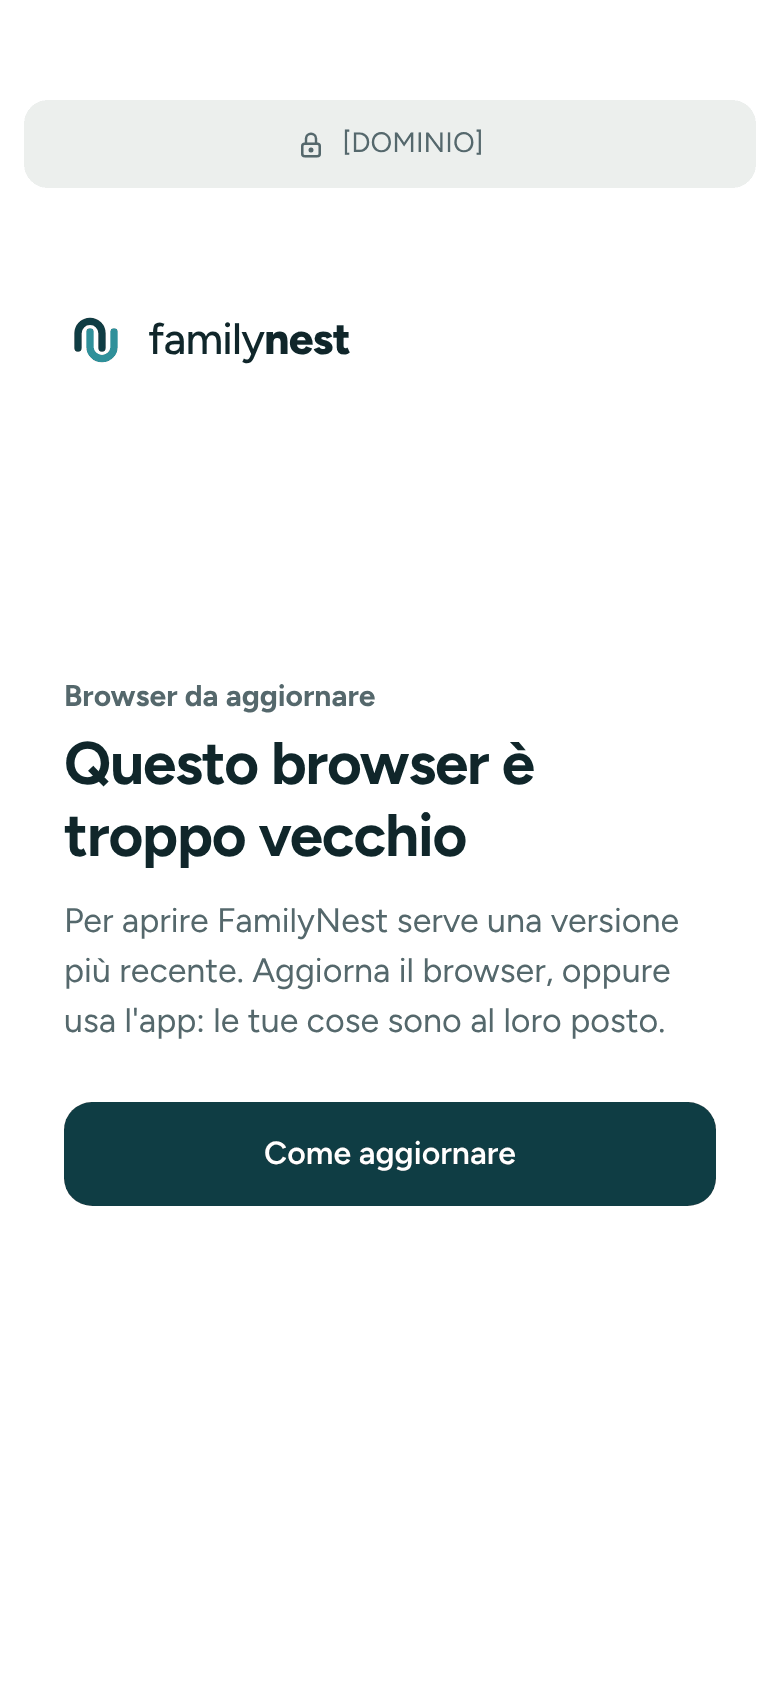 [DOMINIO]
familynest
Browser da aggiornare
Questo browser è
troppo vecchio
Per aprire FamilyNest serve una versione
più recente. Aggiorna il browser, oppure
usa l'app: le tue cose sono al loro posto.
Come aggiornare